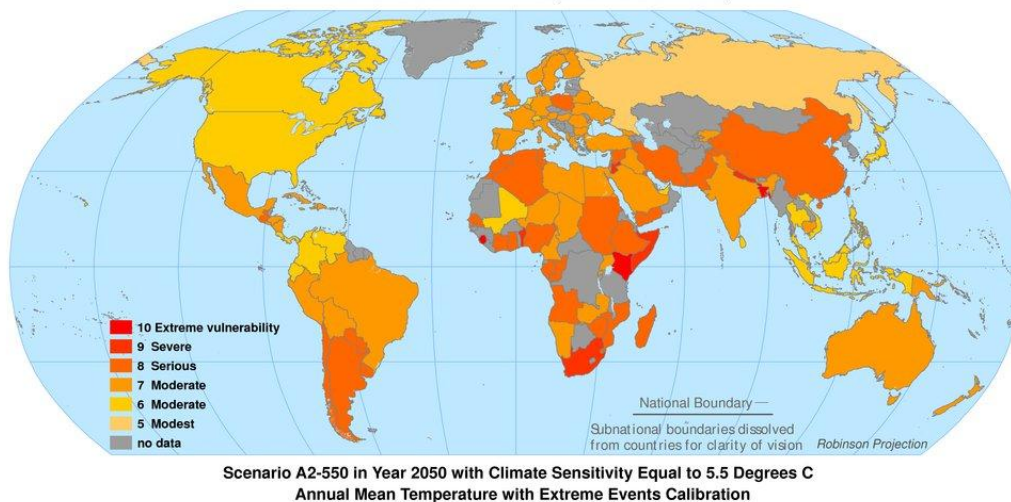 10 Extreme vulnerability
9 Severe
8 Serious
7 Moderate
6 Moderate
5 Modest
no data
National Boundary —
Subnational boundaries dissolved
from countries for clarity of vision
Robinson Projection
Scenario A2-550 in Year 2050 with Climate Sensitivity Equal to 5.5 Degrees C
Annual Mean Temperature with Extreme Events Calibration